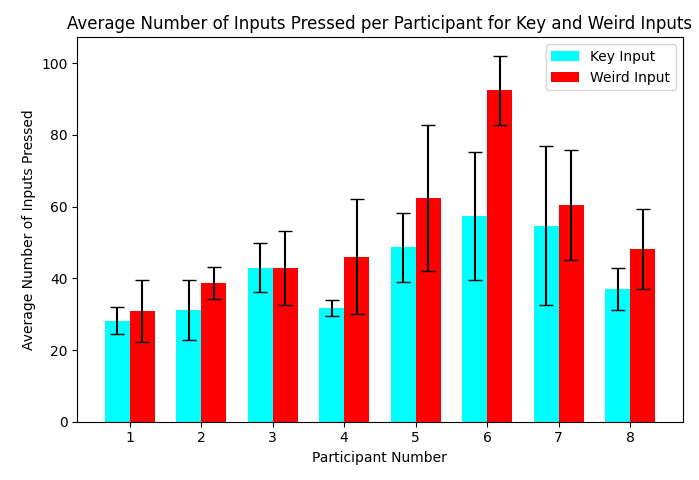 Average Number of Inputs Pressed per Participant for Key and Weird Inputs
Key Input
Weird Input
Average Number of Inputs Pressed
100
80
60
40
20
0
1 2 3 4 5 6 7 8
Participant Number